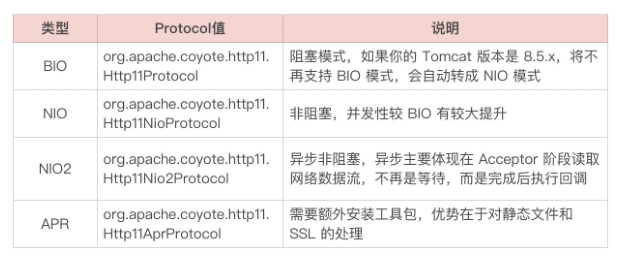 类型 Protocol值 说明
BIO
org.apache.coyote.http11.
Http11Protocol
阻塞模式，如果你的 Tomcat 版本是 8.5.x，将不
再支持 BIO 模式，会自动转成 NIO 模式
NIO
org.apache.coyote.http11.
Http11NioProtocol
非阻塞，并发性较 BIO 有较大提升
NIO2
org.apache.coyote.http11.
Http11Nio2Protocol
异步非阻塞，异步主要体现在 Acceptor 阶段读取
网络数据流，不再是等待，而是完成后执行回调
APR
org.apache.coyote.http11.
Http11AprProtocol
需要额外安装工具包，优势在于对静态文件和
SSL 的处理